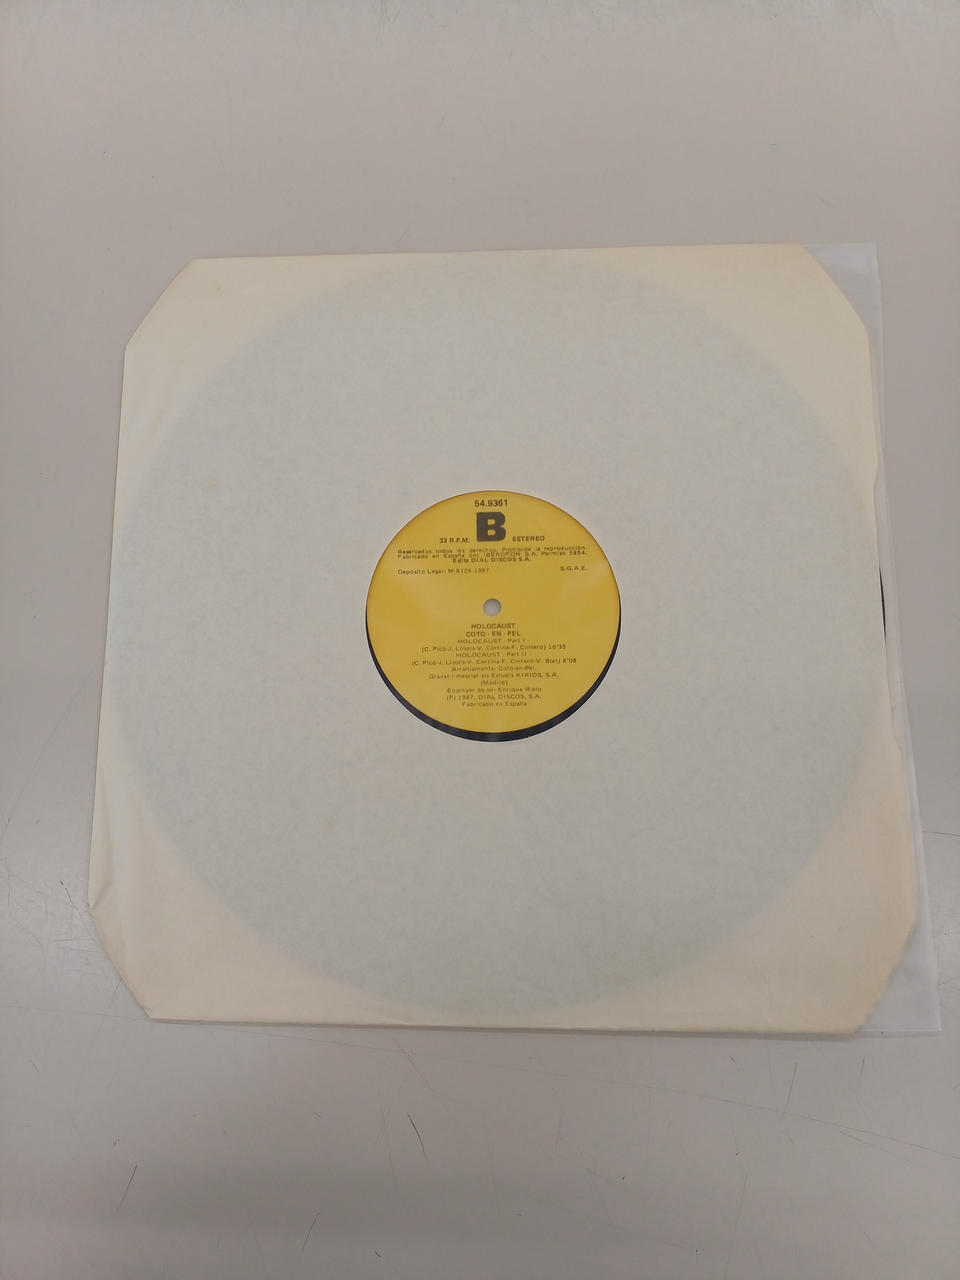 54.9361
B
33 R.P.M. ESTEREO
Reservados todos los derechos. Prohibida la reproducción.
Fabricado en España por IBEROFON S.A. Permiso 5854.
Edita DIAL DISCOS S.A.
Depósito Legal: M-8126-1987 S.G.A.E.
HOLOCAUST
COTO - EN - PEL
HOLOCAUST - Part I -
(C. Picó-J. Llopis-V. Cortina-F. Cintero) 10'35
HOLOCAUST - Part II -
(C. Picó-J. Llopis-V. Cortina-F. Cintero-V. Blat) 8'08
Arranjaments: Coto-en-Pel.
Gravat i mesclat als Estudis KIRIOS, S.A.
(Madrid)
Enginyer de so: Enrique Rielo
(P) 1987, DIAL DISCOS, S.A.
Fabricado en España